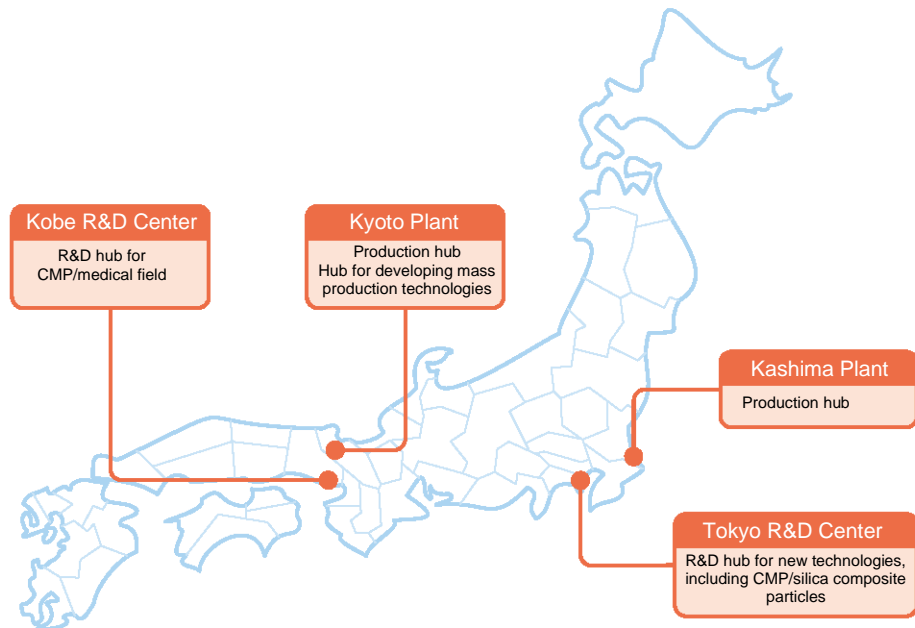 Kobe R&D Center
R&D hub for
CMP/medical field
Kyoto Plant
Production hub
Hub for developing mass
production technologies
Kashima Plant
Production hub
Tokyo R&D Center
R&D hub for new technologies,
including CMP/silica composite
particles